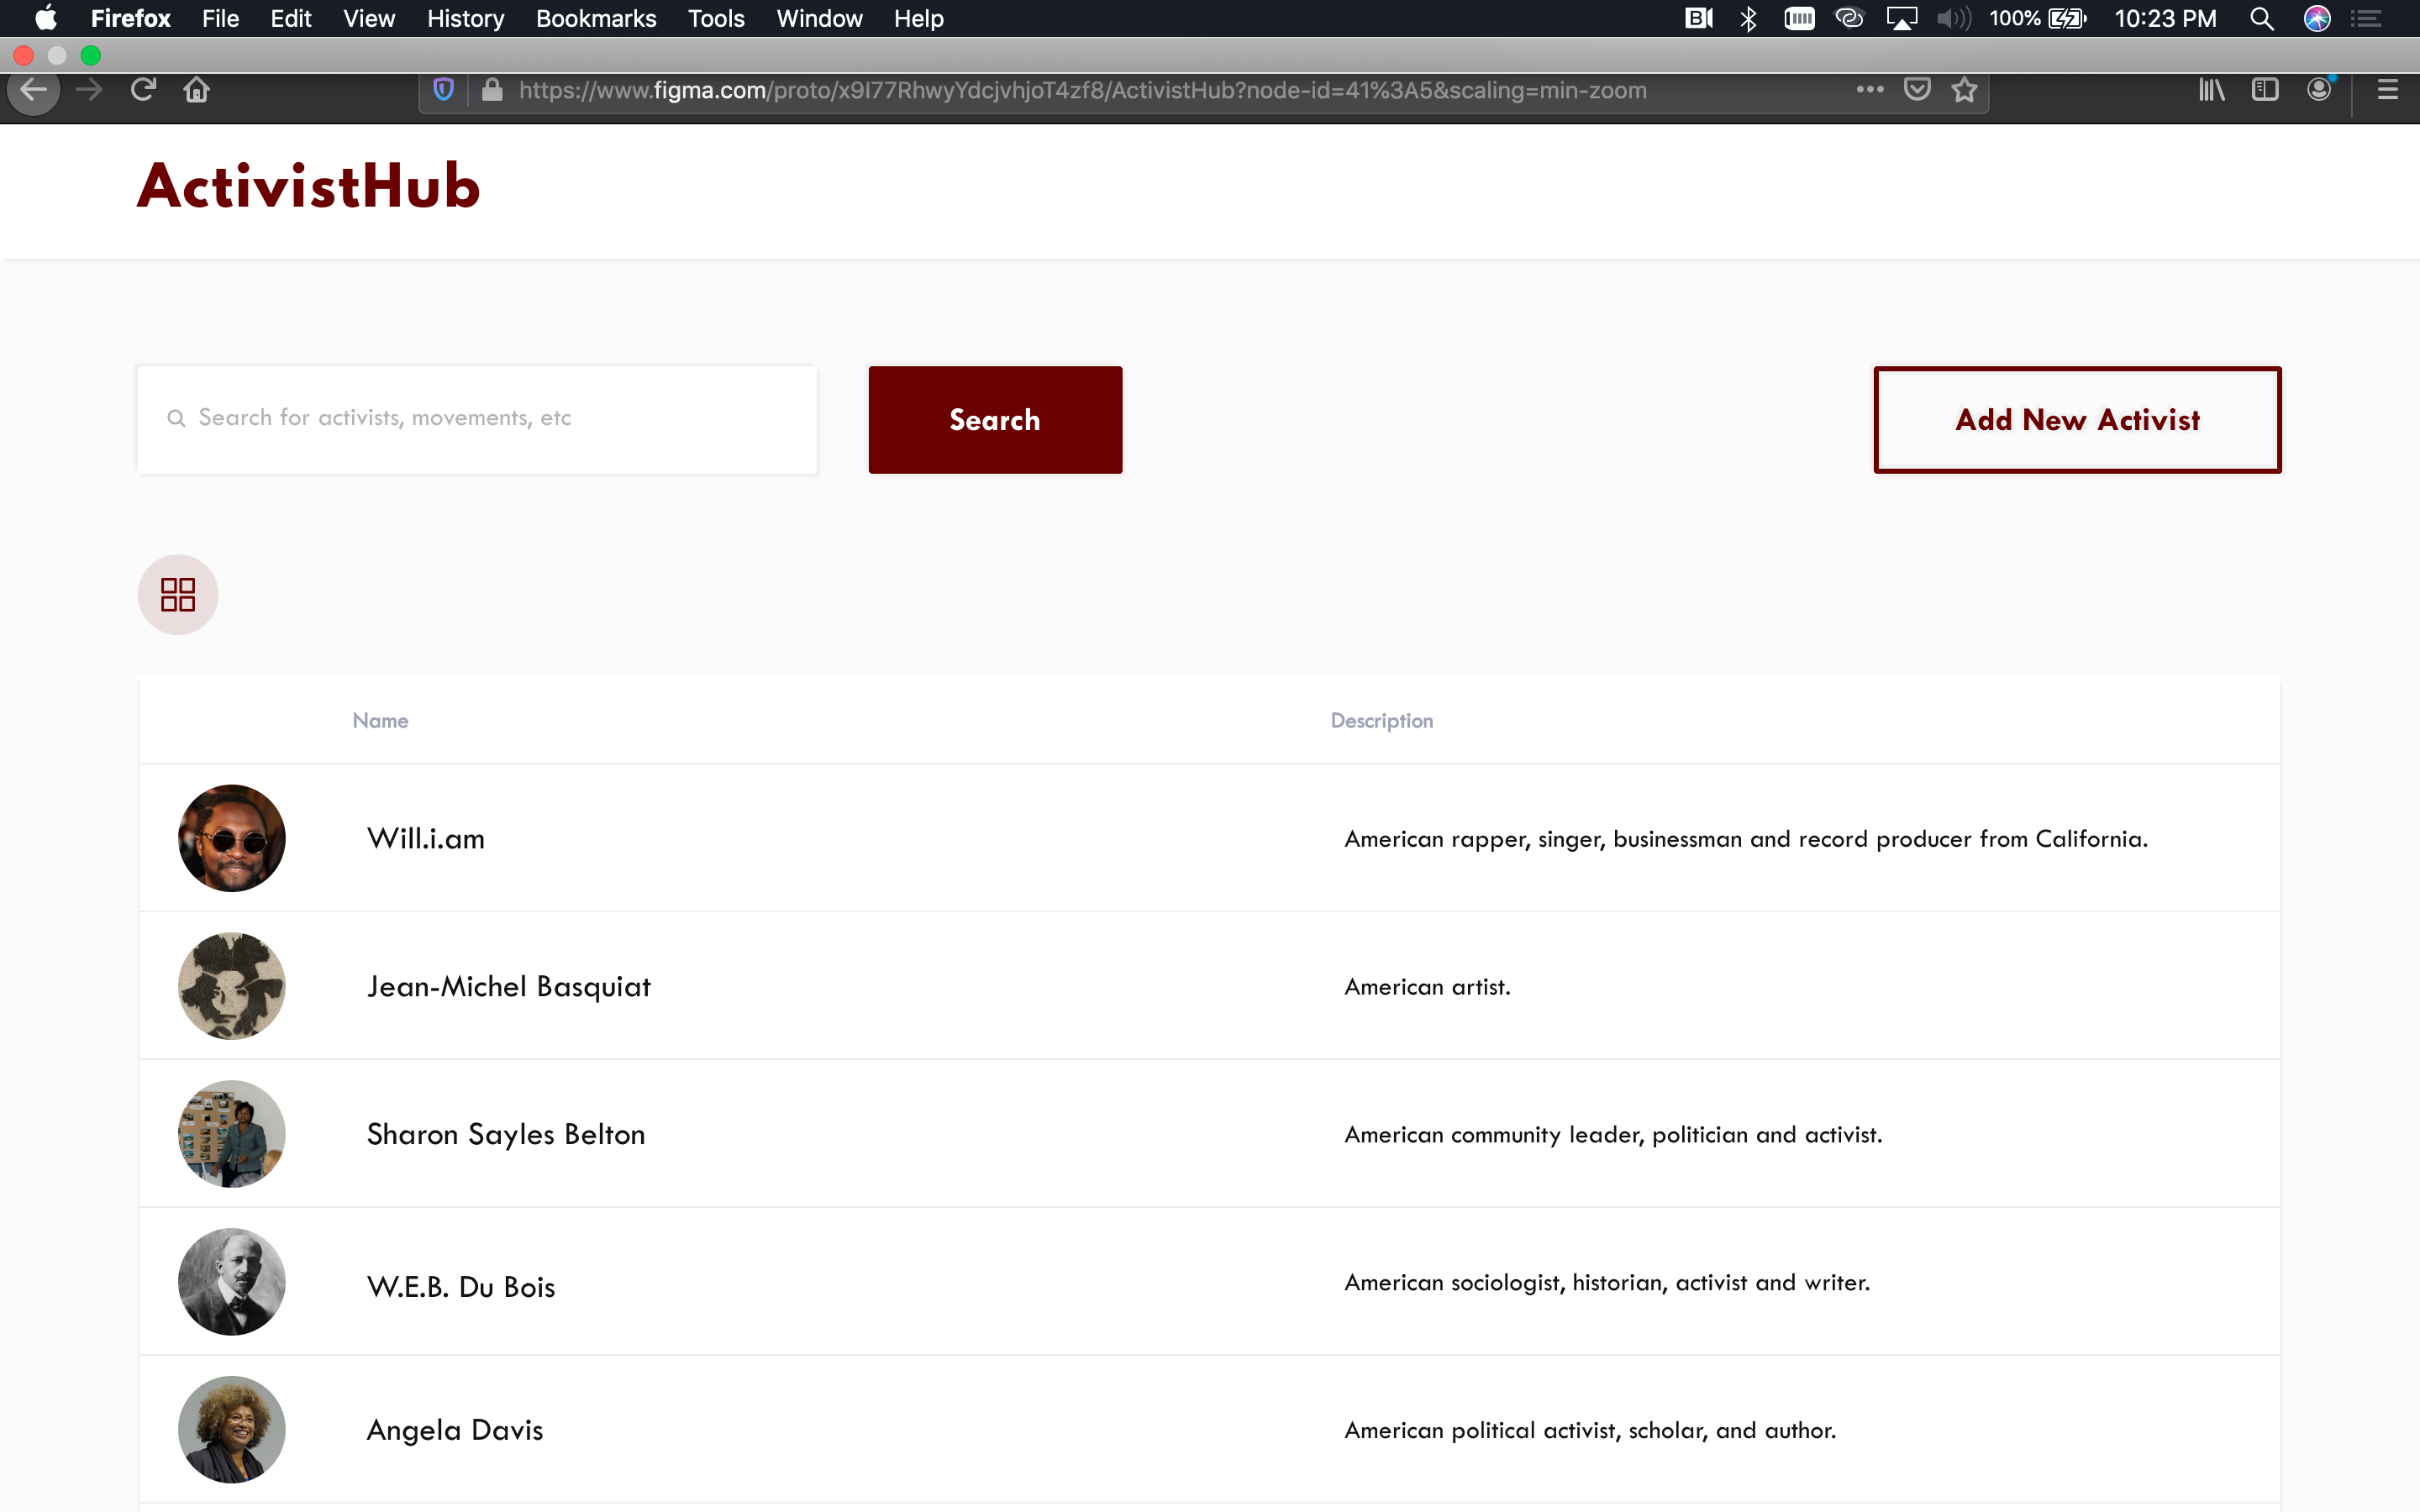 Firefox File Edit View History Bookmarks Tools Window Help 100% 10:23 PM
https://www.figma.com/proto/x9I77RhwyYdcjvhjoT4zf8/ActivistHub?node-id=41%3A5&scaling=min-zoom
ActivistHub
Search for activists, movements, etc
Search
Add New Activist
Name Description
Will.i.am American rapper, singer, businessman and record producer from California.
Jean-Michel Basquiat American artist.
Sharon Sayles Belton American community leader, politician and activist.
W.E.B. Du Bois American sociologist, historian, activist and writer.
Angela Davis American political activist, scholar, and author.